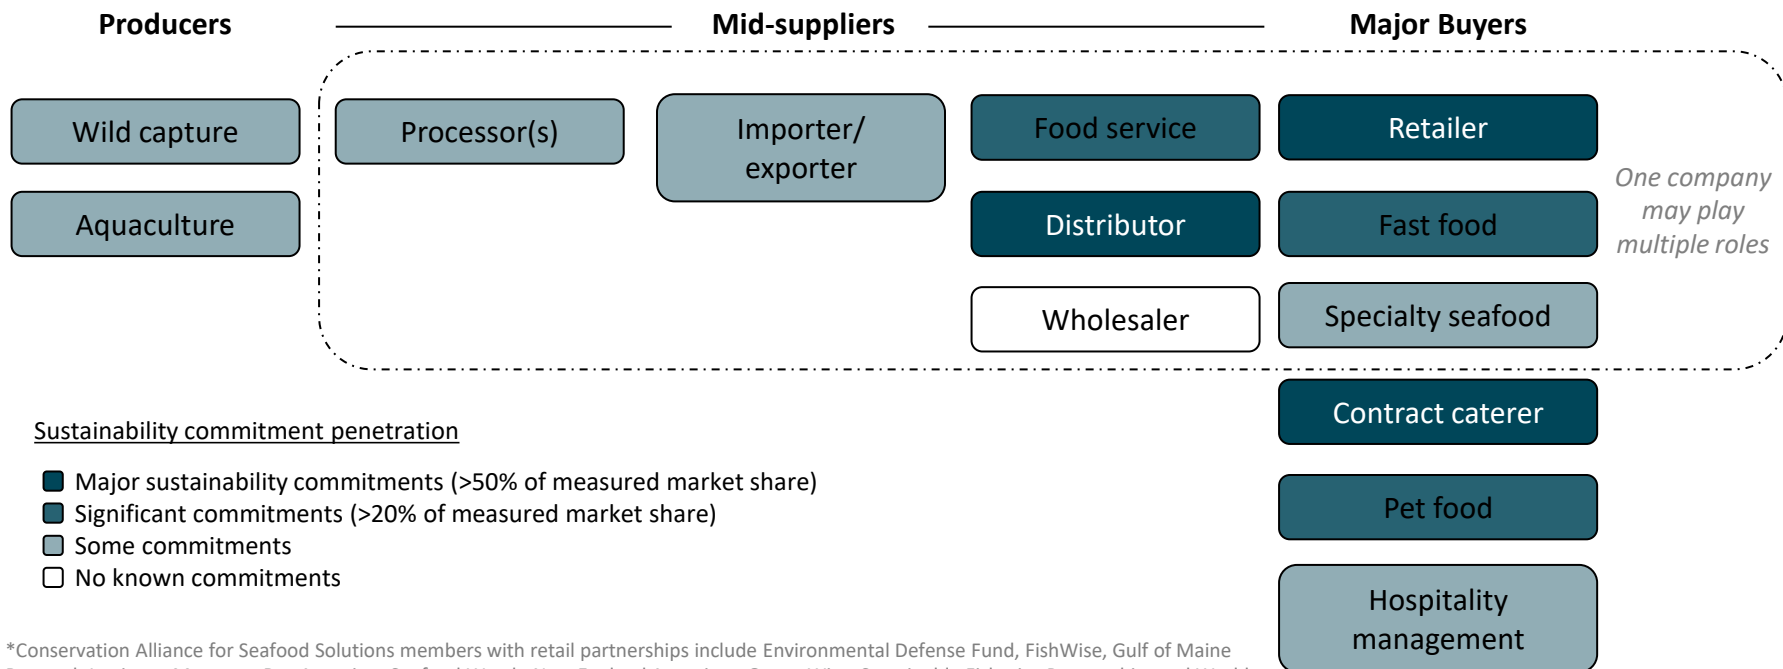 Producers
Mid-suppliers
Major Buyers
Wild capture
Processor(s)
Importer/
exporter
Food service
Retailer
Aquaculture
Distributor
Fast food
One company
may play
multiple roles
Wholesaler
Specialty seafood
Contract caterer
Sustainability commitment penetration
Major sustainability commitments (>50% of measured market share)
Significant commitments (>20% of measured market share)
Some commitments
No known commitments
Pet food
Hospitality
management
*Conservation Alliance for Seafood Solutions members with retail partnerships include Environmental Defense Fund, FishWise, Gulf of Maine